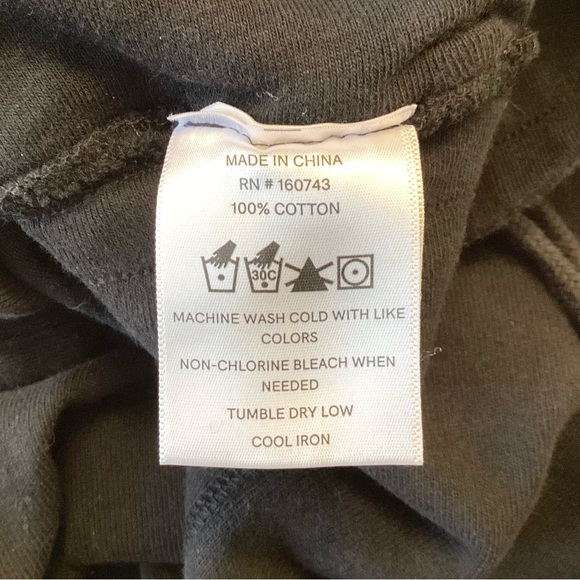 MADE IN CHINA
RN # 160743
100% COTTON
30C
MACHINE WASH COLD WITH LIKE
COLORS
NON-CHLORINE BLEACH WHEN
NEEDED
TUMBLE DRY LOW
COOL IRON